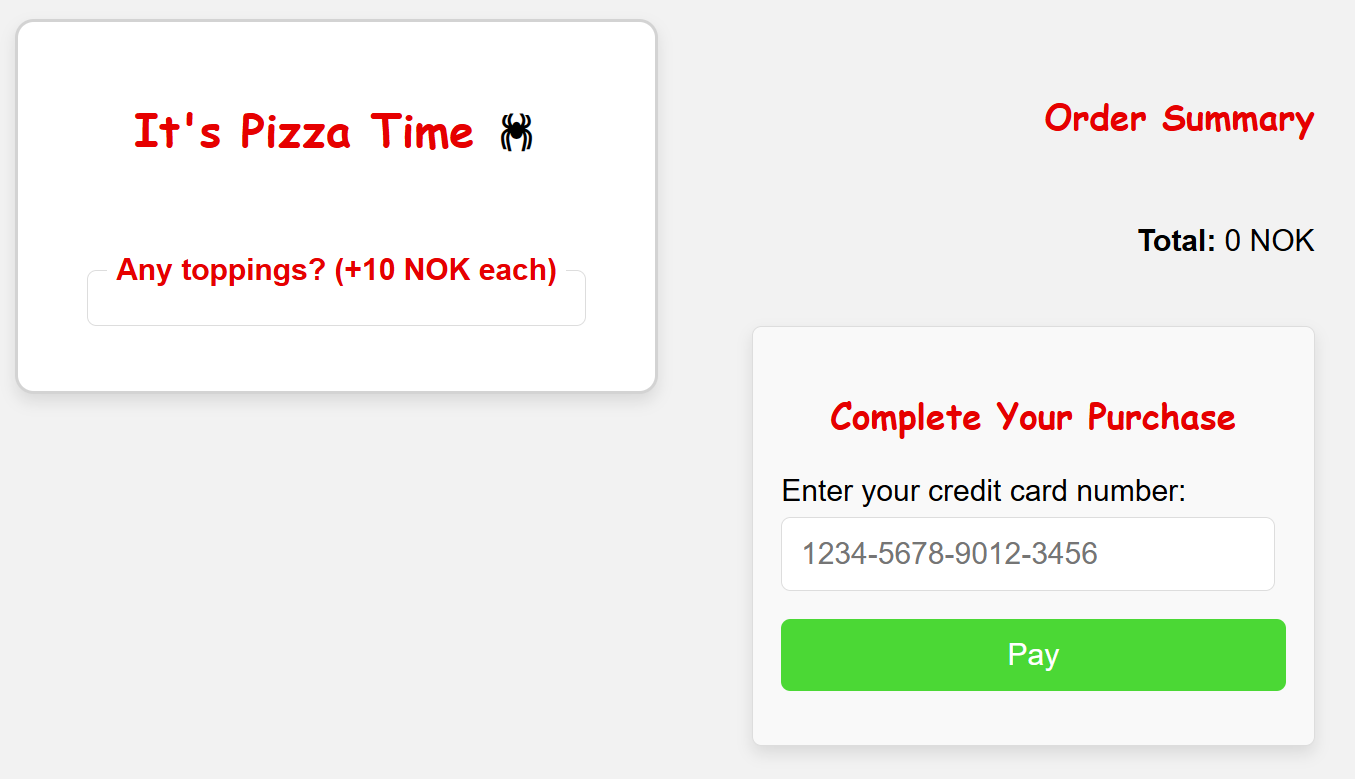 It's Pizza Time 🕷
Any toppings? (+10 NOK each)
Order Summary
Total: 0 NOK
Complete Your Purchase
Enter your credit card number:
1234-5678-9012-3456
Pay